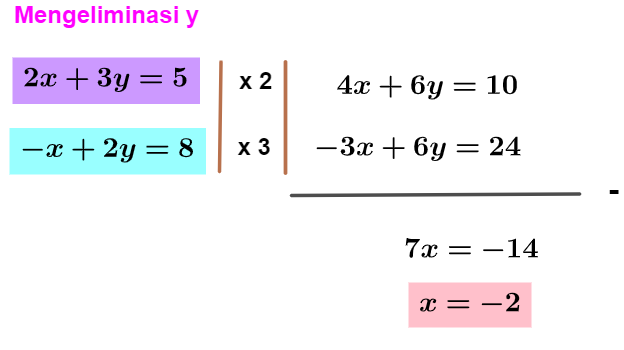 Mengeliminasi y
2x + 3y = 5 x 2 4x + 6y = 10
−x + 2y = 8 x 3 −3x + 6y = 24
-
7x = −14
x = −2